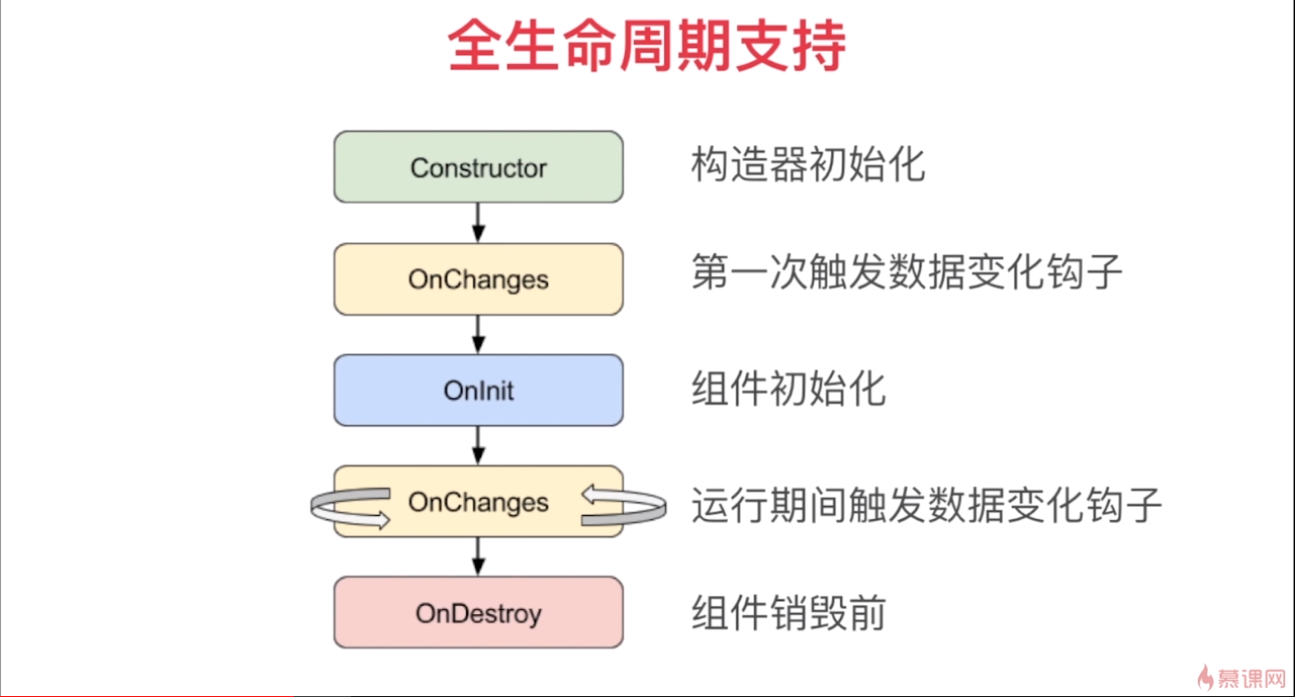 全生命周期支持
Constructor 构造器初始化
OnChanges 第一次触发数据变化钩子
OnInit 组件初始化
OnChanges 运行期间触发数据变化钩子
OnDestroy 组件销毁前
慕课网